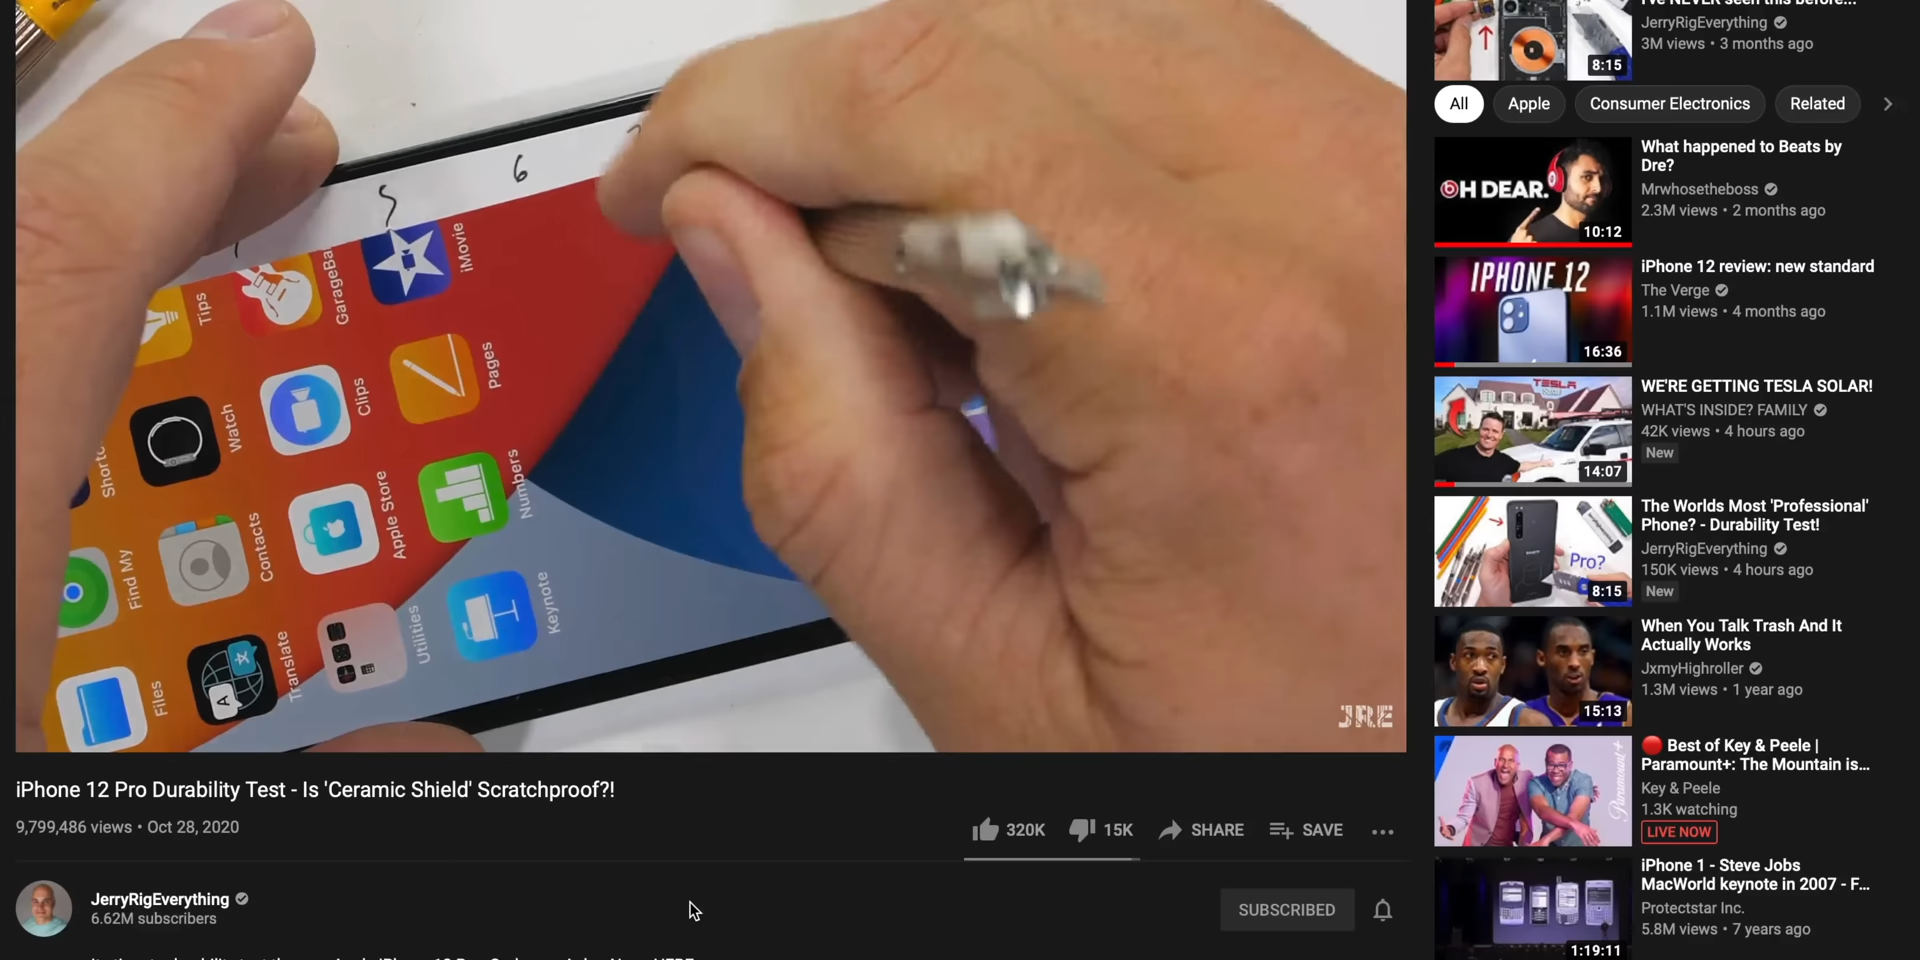 5
6
7
Tips
GarageBa
iMovie
Watch
Clips
Pages
Shortc
Contacts
Apple Store
Numbers
Find My
Files
Translate
Utilities
Keynote
JRE
iPhone 12 Pro Durability Test - Is 'Ceramic Shield' Scratchproof?!
9,799,486 views • Oct 28, 2020
320K
15K
SHARE
SAVE
JerryRigEverything
6.62M subscribers
SUBSCRIBED
I've NEVER seen this before...
JerryRigEverything
3M views • 3 months ago
8:15
All
Apple
Consumer Electronics
Related
OH DEAR.
10:12
What happened to Beats by
Dre?
Mrwhosetheboss
2.3M views • 2 months ago
IPHONE 12
16:36
iPhone 12 review: new standard
The Verge
1.1M views • 4 months ago
TESLA
14:07
WE'RE GETTING TESLA SOLAR!
WHAT'S INSIDE? FAMILY
42K views • 4 hours ago
New
Pro?
8:15
The Worlds Most 'Professional'
Phone? - Durability Test!
JerryRigEverything
150K views • 4 hours ago
New
15:13
When You Talk Trash And It
Actually Works
JxmyHighroller
1.3M views • 1 year ago
Paramount+
Best of Key & Peele |
Paramount+: The Mountain is...
Key & Peele
1.3K watching
LIVE NOW
1:19:11
iPhone 1 - Steve Jobs
MacWorld keynote in 2007 - F...
Protectstar Inc.
5.8M views • 7 years ago